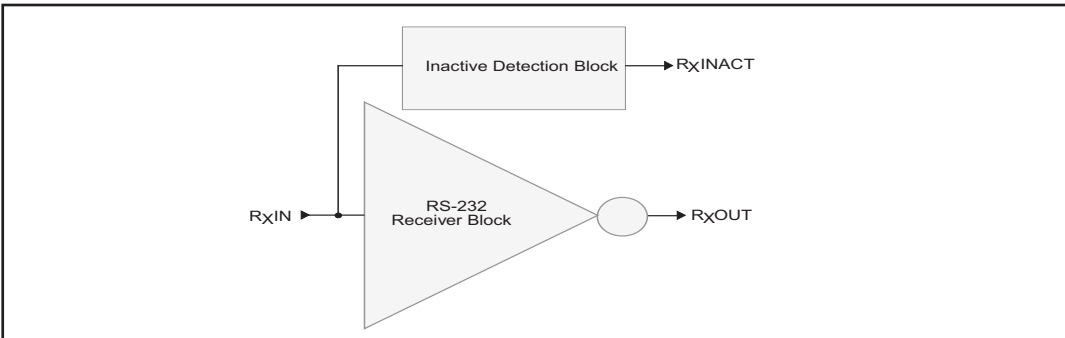 Inactive Detection Block
RXINACT
RS-232
Receiver Block
RXIN
RXOUT